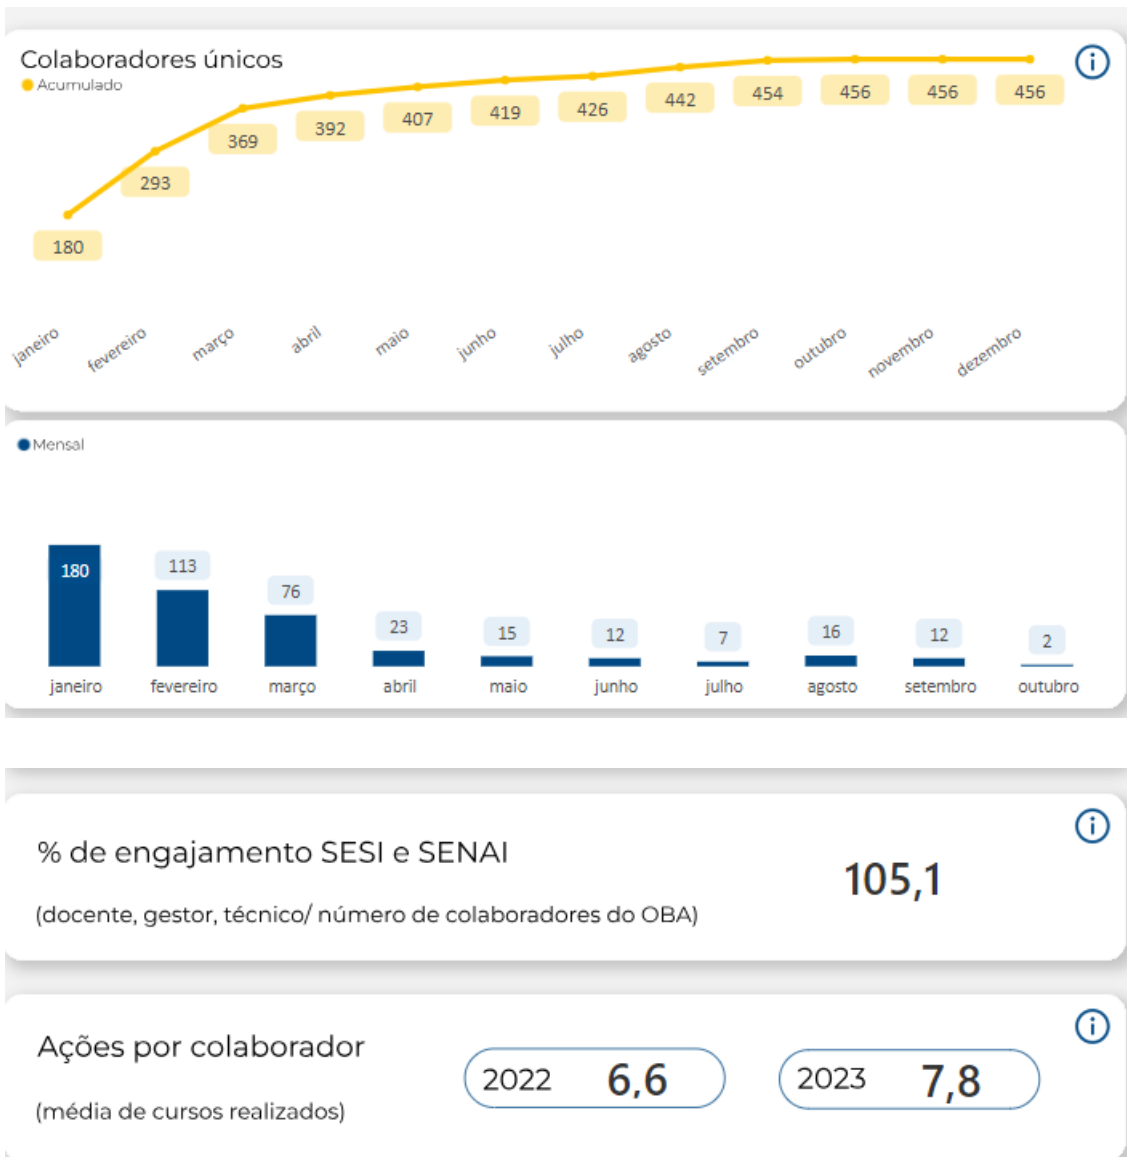 Colaboradores únicos
Acumulado
180
293
369
392
407
419
426
442
454
456
456
456
janeiro
fevereiro
março
abril
maio
junho
julho
agosto
setembro
outubro
novembro
dezembro
Mensal
180
113
76
23
15
12
7
16
12
2
janeiro
fevereiro
março
abril
maio
junho
julho
agosto
setembro
outubro
% de engajamento SESI e SENAI
105,1
(docente, gestor, técnico/ número de colaboradores do OBA)
Ações por colaborador
2022 6,6
2023 7,8
(média de cursos realizados)